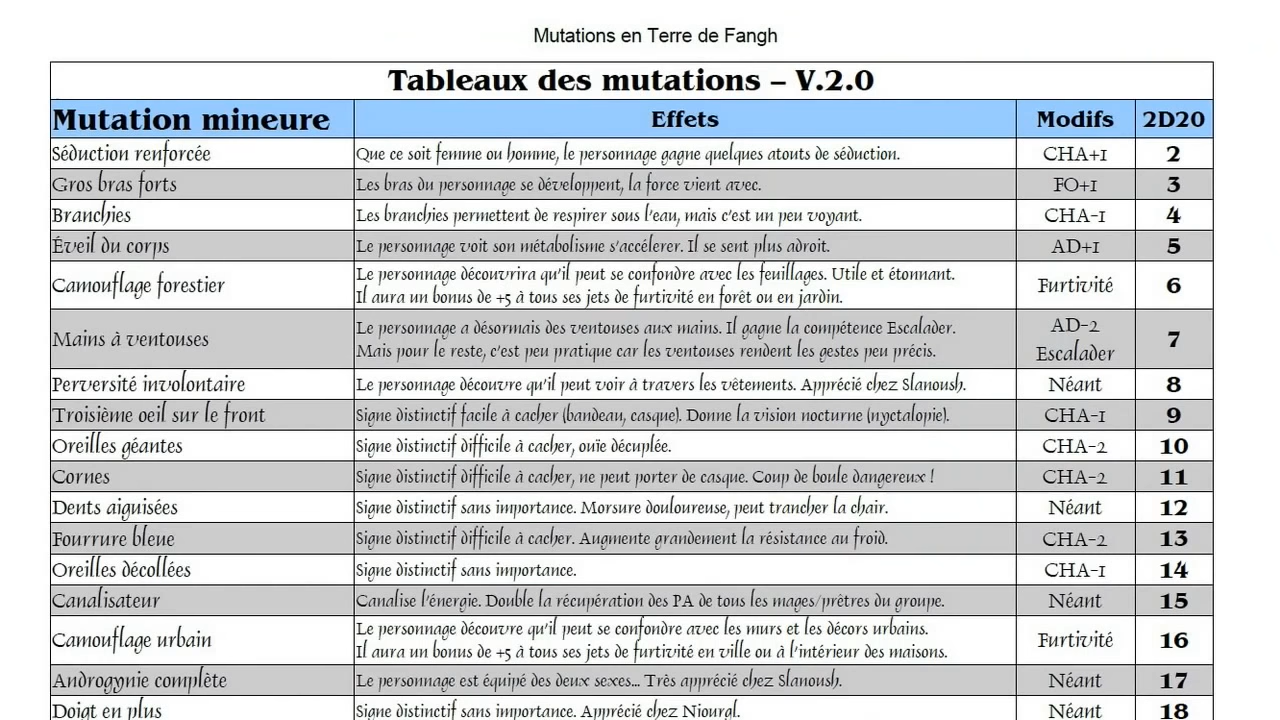 Mutations en Terre de Fangh
Tableaux des mutations – V.2.0
Mutation mineure Effets Modifs 2D20
Séduction renforcée Que ce soit femme ou homme, le personnage gagne quelques atouts de séduction. CHA+1 2
Gros bras forts Les bras du personnage se développent, la force vient avec. FO+1 3
Branchies Les branchies permettent de respirer sous l'eau, mais c'est un peu voyant. CHA-1 4
Éveil du corps Le personnage voit son métabolisme s'accélerer. Il se sent plus adroit. AD+1 5
Camouflage forestier Le personnage découvrira qu'il peut se confondre avec les feuillages. Utile et étonnant.
Il aura un bonus de +5 à tous ses jets de furtivité en forêt ou en jardin. Furtivité 6
Mains à ventouses Le personnage a désormais des ventouses aux mains. Il gagne la compétence Escalader.
Mais pour le reste, c'est peu pratique car les ventouses rendent les gestes peu précis. AD-2
Escalader 7
Perversité involontaire Le personnage découvre qu'il peut voir à travers les vêtements. Apprécié chez Slanoush. Néant 8
Troisième oeil sur le front Signe distinctif facile à cacher (bandeau, casque). Donne la vision nocturne (nyctalopie). CHA-1 9
Oreilles géantes Signe distinctif difficile à cacher, ouïe décuplée. CHA-2 10
Cornes Signe distinctif difficile à cacher, ne peut porter de casque. Coup de boule dangereux ! CHA-2 11
Dents aiguisées Signe distinctif sans importance. Morsure douloureuse, peut trancher la chair. Néant 12
Fourrure bleue Signe distinctif difficile à cacher. Augmente grandement la résistance au froid. CHA-2 13
Oreilles décollées Signe distinctif sans importance. CHA-1 14
Canalisateur Canalise l'énergie. Double la récupération des PA de tous les mages/prêtres du groupe. Néant 15
Camouflage urbain Le personnage découvre qu'il peut se confondre avec les murs et les décors urbains.
Il aura un bonus de +5 à tous ses jets de furtivité en ville ou à l'intérieur des maisons. Furtivité 16
Androgynie complète Le personnage est équipé des deux sexes... Très apprécié chez Slanoush. Néant 17
Doigt en plus Signe distinctif sans importance. Apprécié chez Niourgl. Néant 18